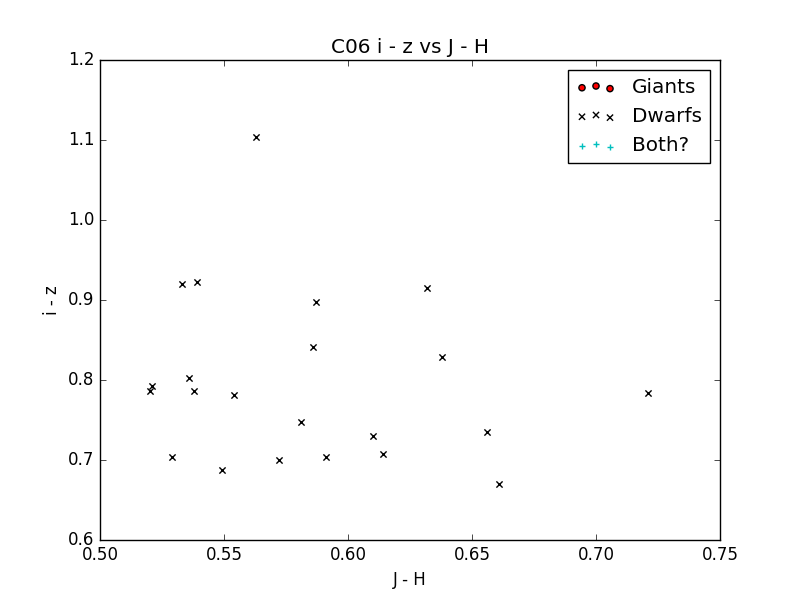 C06 i - z vs J - H
Giants
Dwarfs
Both?
1.2
1.1
1.0
0.9
0.8
0.7
0.6
i - z
0.50 0.55 0.60 0.65 0.70 0.75
J - H